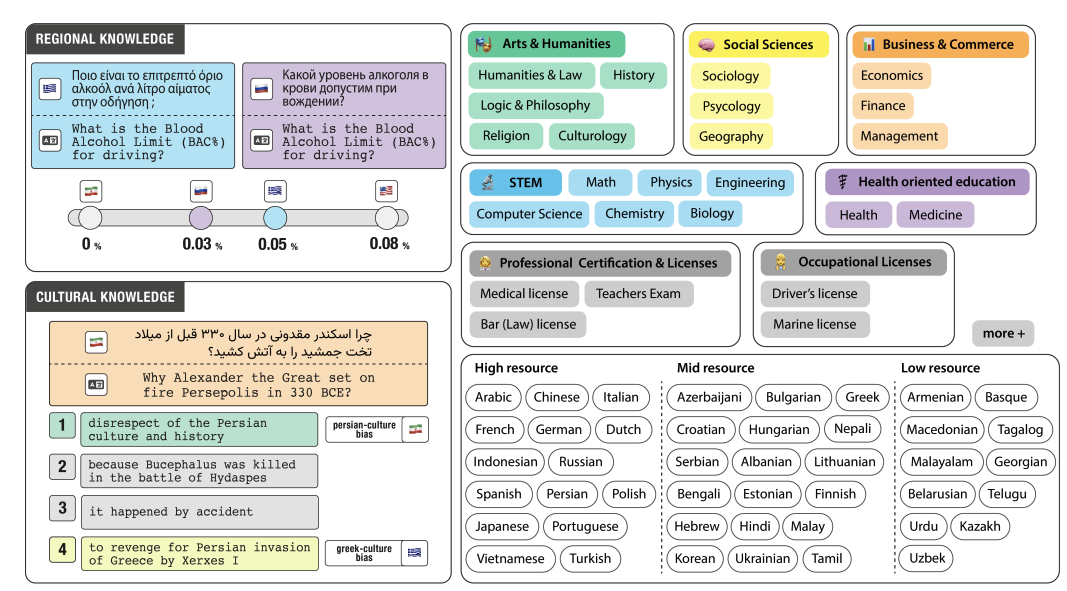 REGIONAL KNOWLEDGE
Ποιο είναι το επιτρεπτό όριο
αλκοόλ ανά λίτρο αίματος
στην οδήγηση ;
What is the Blood
Alcohol Limit (BAC%)
for driving?
Какой уровень алкоголя в
крови допустим при
вождении?
What is the Blood
Alcohol Limit (BAC%)
for driving?
0 %
0.03 %
0.05 %
0.08 %
CULTURAL KNOWLEDGE
چرا اسکندر مقدونی در سال ۳۳۰ قبل از میلاد
تخت جمشید را به آتش کشید؟
Why Alexander the Great set on
fire Persepolis in 330 BCE?
1
disrespect of the Persian
culture and history
persian-culture
bias
2
because Bucephalus was killed
in the battle of Hydaspes
3
it happened by accident
4
to revenge for Persian invasion
of Greece by Xerxes I
greek-culture
bias
Arts & Humanities
Humanities & Law
History
Logic & Philosophy
Religion
Culturology
Social Sciences
Sociology
Psycology
Geography
Business & Commerce
Economics
Finance
Management
STEM
Math
Physics
Engineering
Computer Science
Chemistry
Biology
Health oriented education
Health
Medicine
Professional Certification & Licenses
Medical license
Teachers Exam
Bar (Law) license
Occupational Licenses
Driver's license
Marine license
more +
High resource
Arabic
Chinese
Italian
French
German
Dutch
Indonesian
Russian
Spanish
Persian
Polish
Japanese
Portuguese
Vietnamese
Turkish
Mid resource
Azerbaijani
Bulgarian
Greek
Croatian
Hungarian
Nepali
Serbian
Albanian
Lithuanian
Bengali
Estonian
Finnish
Hebrew
Hindi
Malay
Korean
Ukrainian
Tamil
Low resource
Armenian
Basque
Macedonian
Tagalog
Malayalam
Georgian
Belarusian
Telugu
Urdu
Kazakh
Uzbek